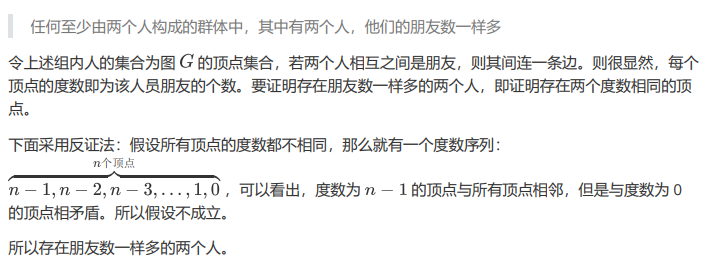 任何至少由两个人构成的群体中，其中有两个人，他们的朋友数一样多
令上述组内人的集合为图 G 的顶点集合，若两个人相互之间是朋友，则其间连一条边。则很显然，每个
顶点的度数即为该人员朋友的个数。要证明存在朋友数一样多的两个人，即证明存在两个度数相同的顶
点。
下面采用反证法：假设所有顶点的度数都不相同，那么就有一个度数序列：
n个顶点
n − 1, n − 2, n − 3, . . . , 1, 0 ，可以看出，度数为 n − 1 的顶点与所有顶点相邻，但是与度数为 0
的顶点相矛盾。所以假设不成立。
所以存在朋友数一样多的两个人。